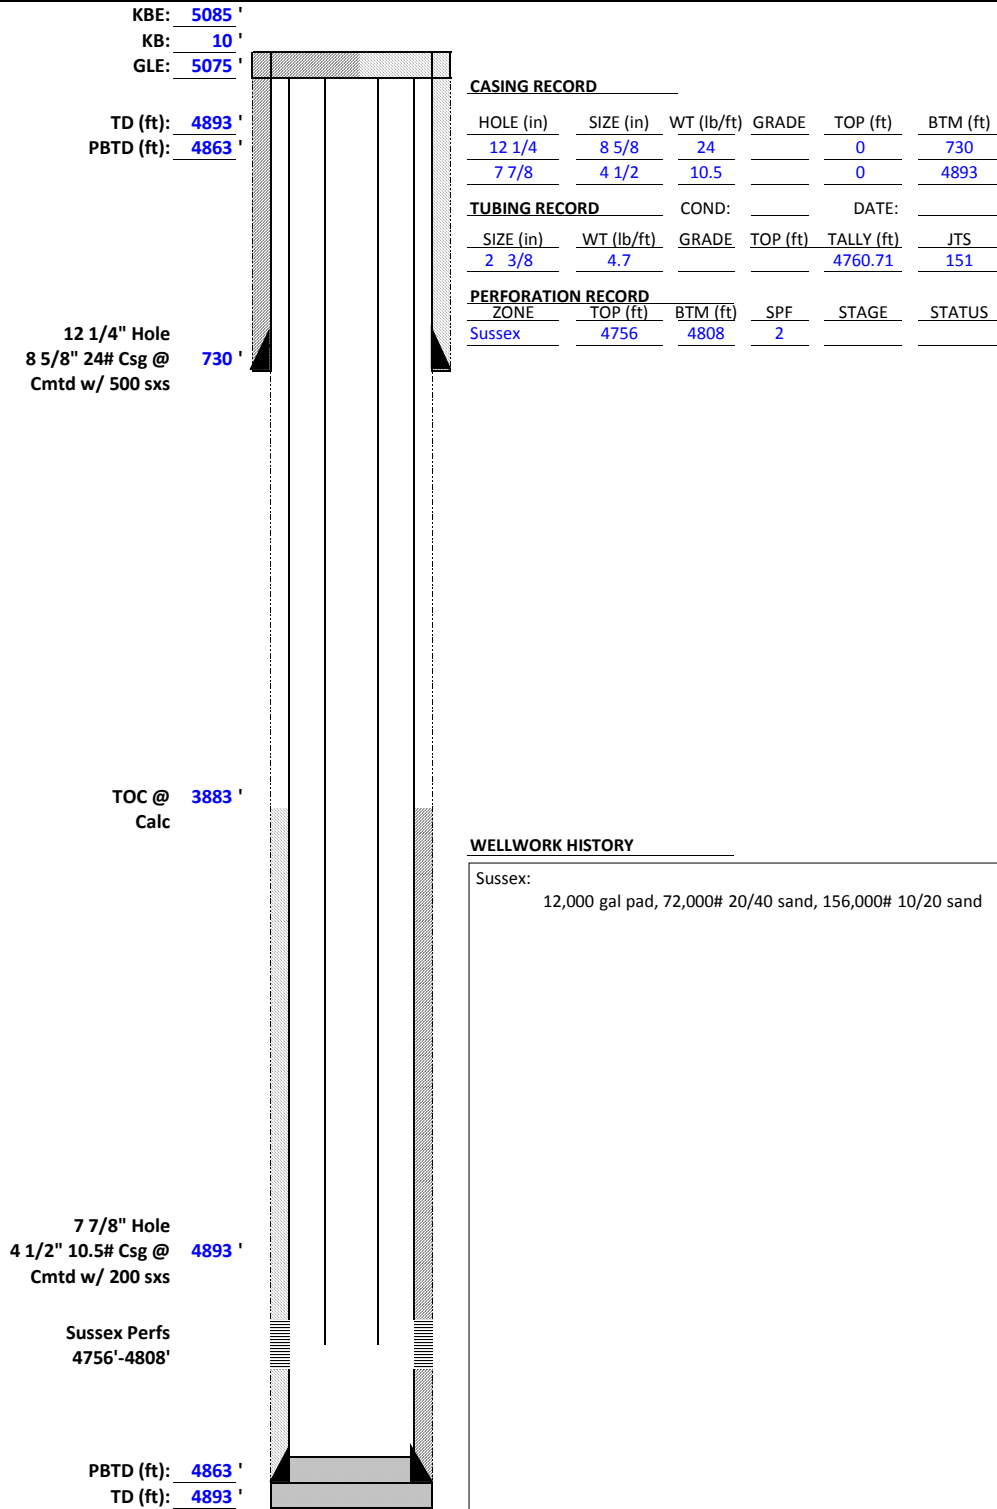 KBE: 5085 '
KB: 10 '
GLE: 5075 '
TD (ft): 4893 '
PBTD (ft): 4863 '
CASING RECORD
HOLE (in) SIZE (in) WT (lb/ft) GRADE TOP (ft) BTM (ft)
12 1/4 8 5/8 24 0 730
7 7/8 4 1/2 10.5 0 4893
TUBING RECORD COND: DATE:
SIZE (in) WT (lb/ft) GRADE TOP (ft) TALLY (ft) JTS
2 3/8 4.7 4760.71 151
PERFORATION RECORD
ZONE TOP (ft) BTM (ft) SPF STAGE STATUS
Sussex 4756 4808 2
12 1/4" Hole
8 5/8" 24# Csg @ 730 '
Cmtd w/ 500 sxs
TOC @ 3883 '
Calc
WELLWORK HISTORY
Sussex:
12,000 gal pad, 72,000# 20/40 sand, 156,000# 10/20 sand
7 7/8" Hole
4 1/2" 10.5# Csg @ 4893 '
Cmtd w/ 200 sxs
Sussex Perfs
4756'-4808'
PBTD (ft): 4863 '
TD (ft): 4893 '